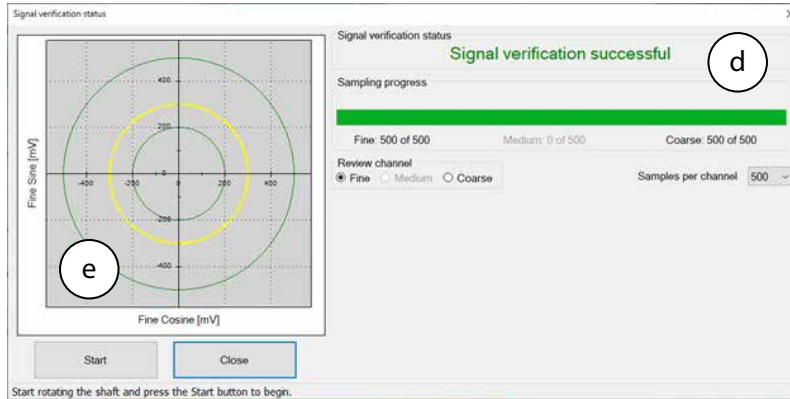 Signal verification status
Signal verification status
Signal verification successful
d
Sampling progress
Fine: 500 of 500 Medium: 0 of 500 Coarse: 500 of 500
Review channel
Fine Medium Coarse
Samples per channel 500
Fine Sine [mV]
400
200
-400 -200 0 200 400
0
-200
-400
e
Fine Cosine [mV]
Start Close
Start rotating the shaft and press the Start button to begin.